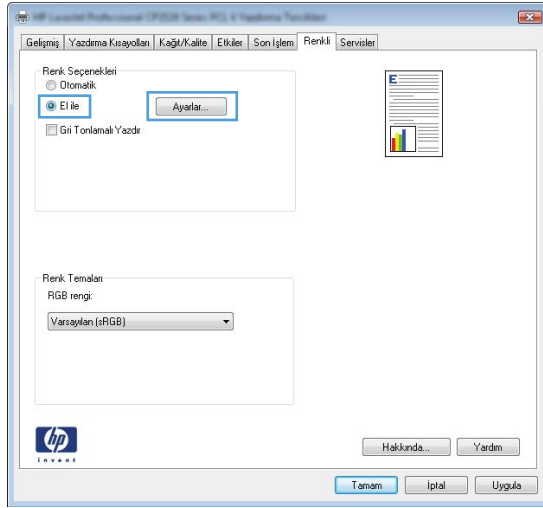 Gelişmiş Yazdırma Kısayolları Kağıt/Kalite Etkiler Son İşlem Renkli Servisler
Renk Seçenekleri
Otomatik
El ile
Ayarlar...
Gri Tonlamalı Yazdır
E
Renk Temaları
RGB rengi:
Varsayılan (sRGB)
hp
invent
Hakkında... Yardım
Tamam İptal Uygula